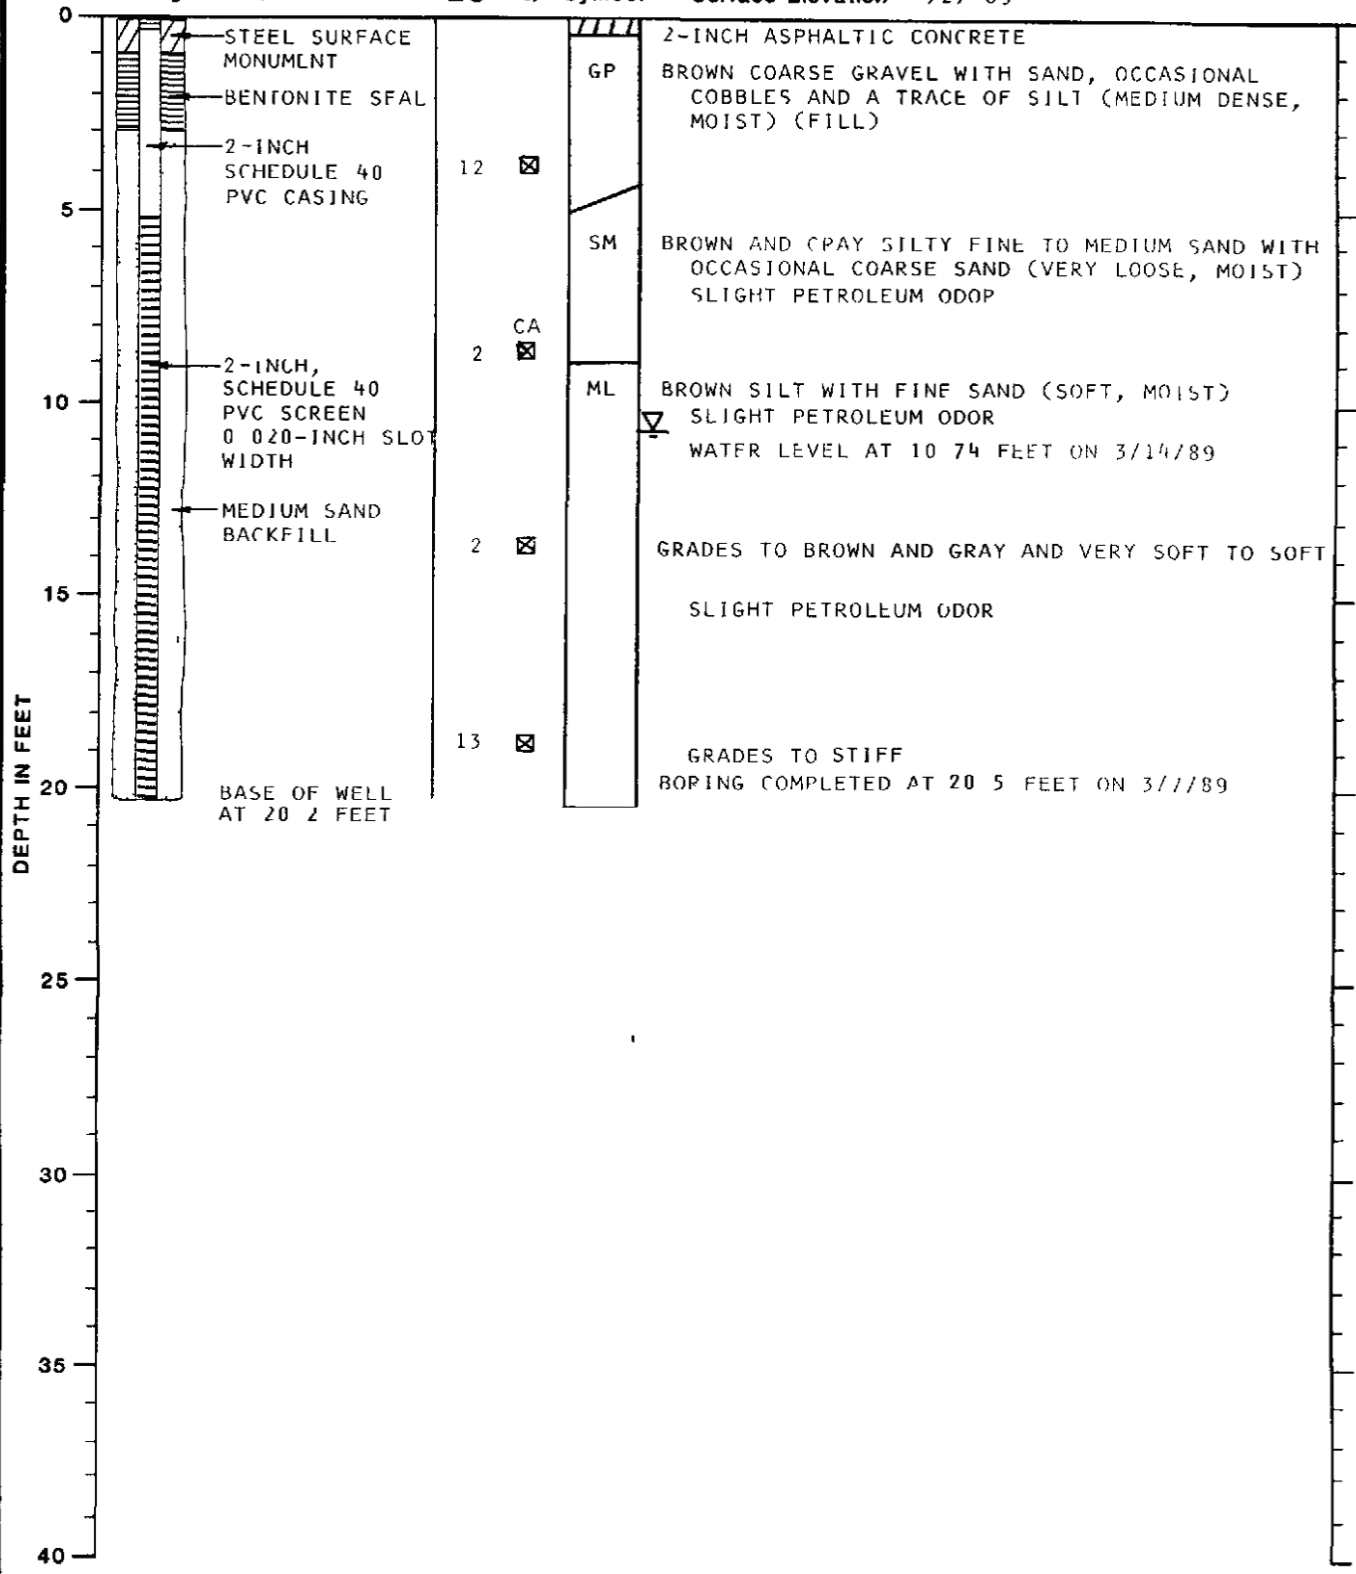 Surface Elevation
0
STEEL SURFACE
MONUMENT
BENTONITE SEAL
2-INCH
SCHEDULE 40
PVC CASING
5
2-INCH,
SCHEDULE 40
PVC SCREEN
0 020-INCH SLOT
WIDTH
10
MEDIUM SAND
BACKFILL
15
20
BASE OF WELL
AT 20 2 FEET
25
30
35
40
DEPTH IN FEET
12
CA
2
2
13
GP
SM
ML
2-INCH ASPHALTIC CONCRETE
BROWN COARSE GRAVEL WITH SAND, OCCASIONAL
COBBLES AND A TRACE OF SILT (MEDIUM DENSE,
MOIST) (FILL)
BROWN AND GRAY SILTY FINE TO MEDIUM SAND WITH
OCCASIONAL COARSE SAND (VERY LOOSE, MOIST)
SLIGHT PETROLEUM ODOR
BROWN SILT WITH FINE SAND (SOFT, MOIST)
SLIGHT PETROLEUM ODOR
WATER LEVEL AT 10 74 FEET ON 3/14/89
GRADES TO BROWN AND GRAY AND VERY SOFT TO SOFT
SLIGHT PETROLEUM ODOR
GRADES TO STIFF
BORING COMPLETED AT 20 5 FEET ON 3/7/89